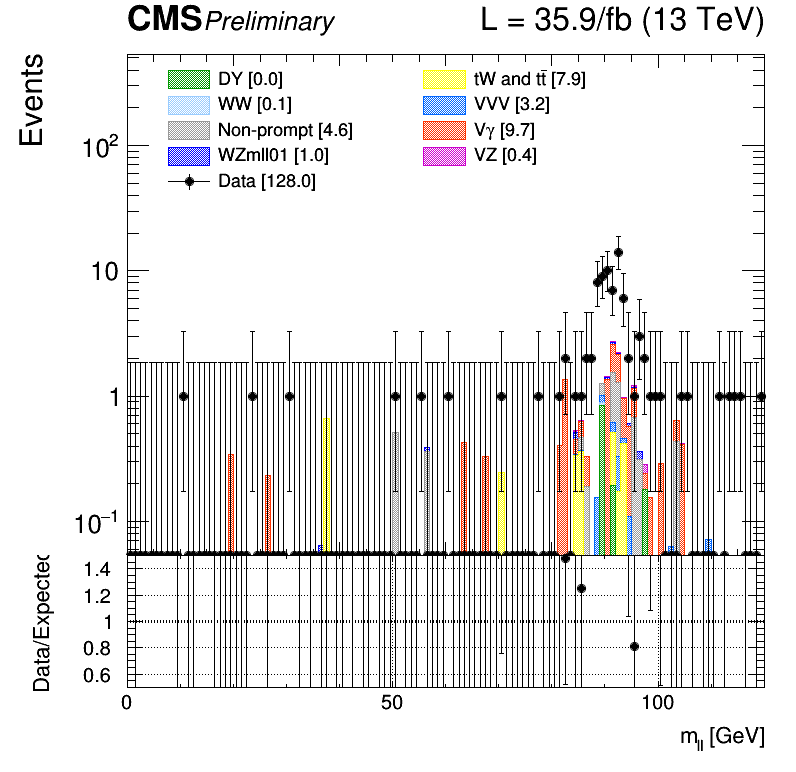 CMS Preliminary L = 35.9/fb (13 TeV)
Events
DY [0.0]
WW [0.1]
Non-prompt [4.6]
WZmll01 [1.0]
Data [128.0]
tW and tt̄ [7.9]
VVV [3.2]
Vγ [9.7]
VZ [0.4]
10²
10
1
10⁻¹
Data/Expected
1.4
1.2
1
0.8
0.6
0 50 100
m_ll [GeV]